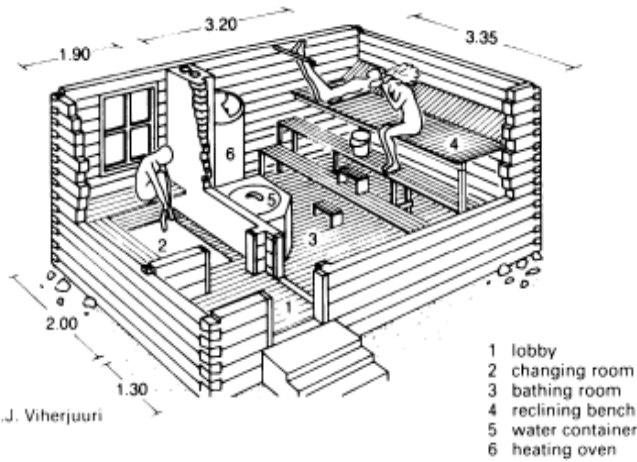 1.90
3.20
3.35
6
4
5
2
3
1
2.00
1.30
.J. Viherjuuri
1 lobby
2 changing room
3 bathing room
4 reclining bench
5 water container
6 heating oven